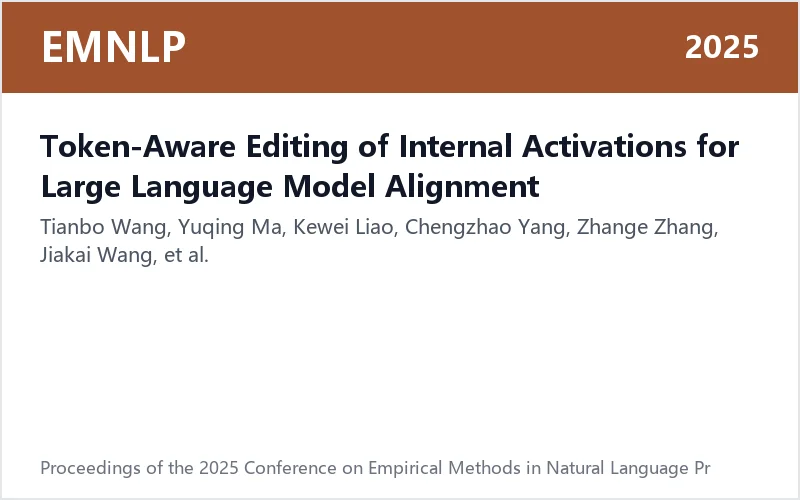 EMNLP
2025
Token-Aware Editing of Internal Activations for
Large Language Model Alignment
Tianbo Wang, Yuqing Ma, Kewei Liao, Chengzhao Yang, Zhange Zhang,
Jiakai Wang, et al.
Proceedings of the 2025 Conference on Empirical Methods in Natural Language Pr